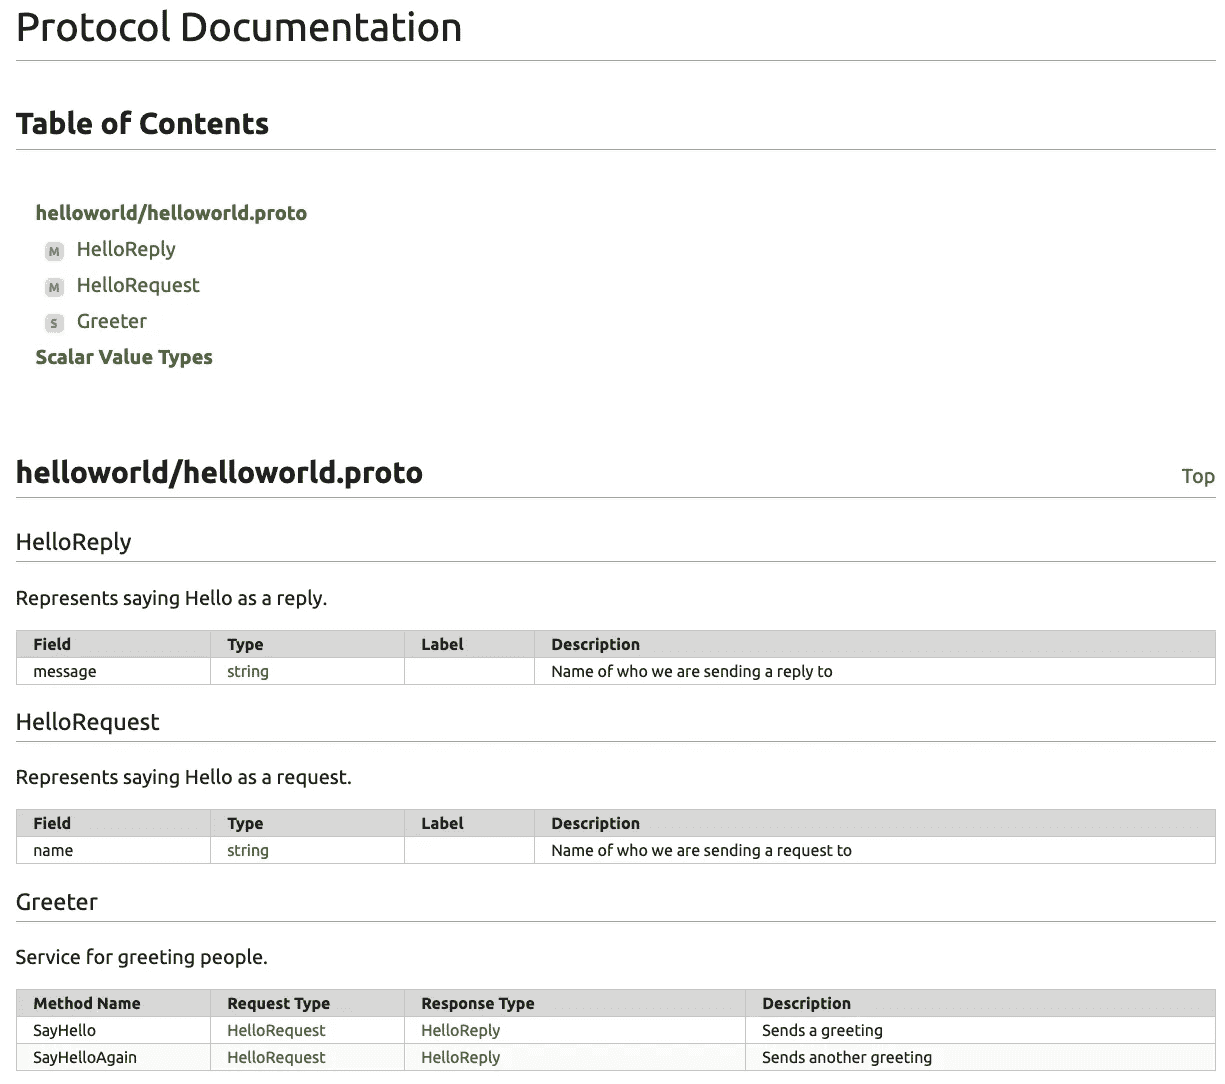 Protocol Documentation
Table of Contents
helloworld/helloworld.proto
M HelloReply
M HelloRequest
S Greeter
Scalar Value Types
helloworld/helloworld.proto Top
HelloReply
Represents saying Hello as a reply.
Field Type Label Description
message string Name of who we are sending a reply to
HelloRequest
Represents saying Hello as a request.
Field Type Label Description
name string Name of who we are sending a request to
Greeter
Service for greeting people.
Method Name Request Type Response Type Description
SayHello HelloRequest HelloReply Sends a greeting
SayHelloAgain HelloRequest HelloReply Sends another greeting